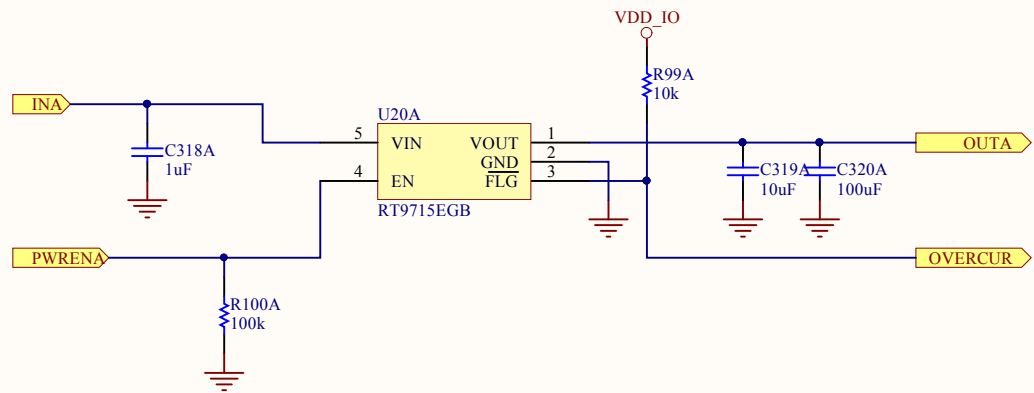 VDD_IO
R99A
10k
INA
C318A
1uF
U20A
5
VIN
VOUT
1
GND
2
4
EN
FLG
3
RT9715EGB
C319A
10uF
C320A
100uF
OUTA
PWRENA
OVERCUR
R100A
100k